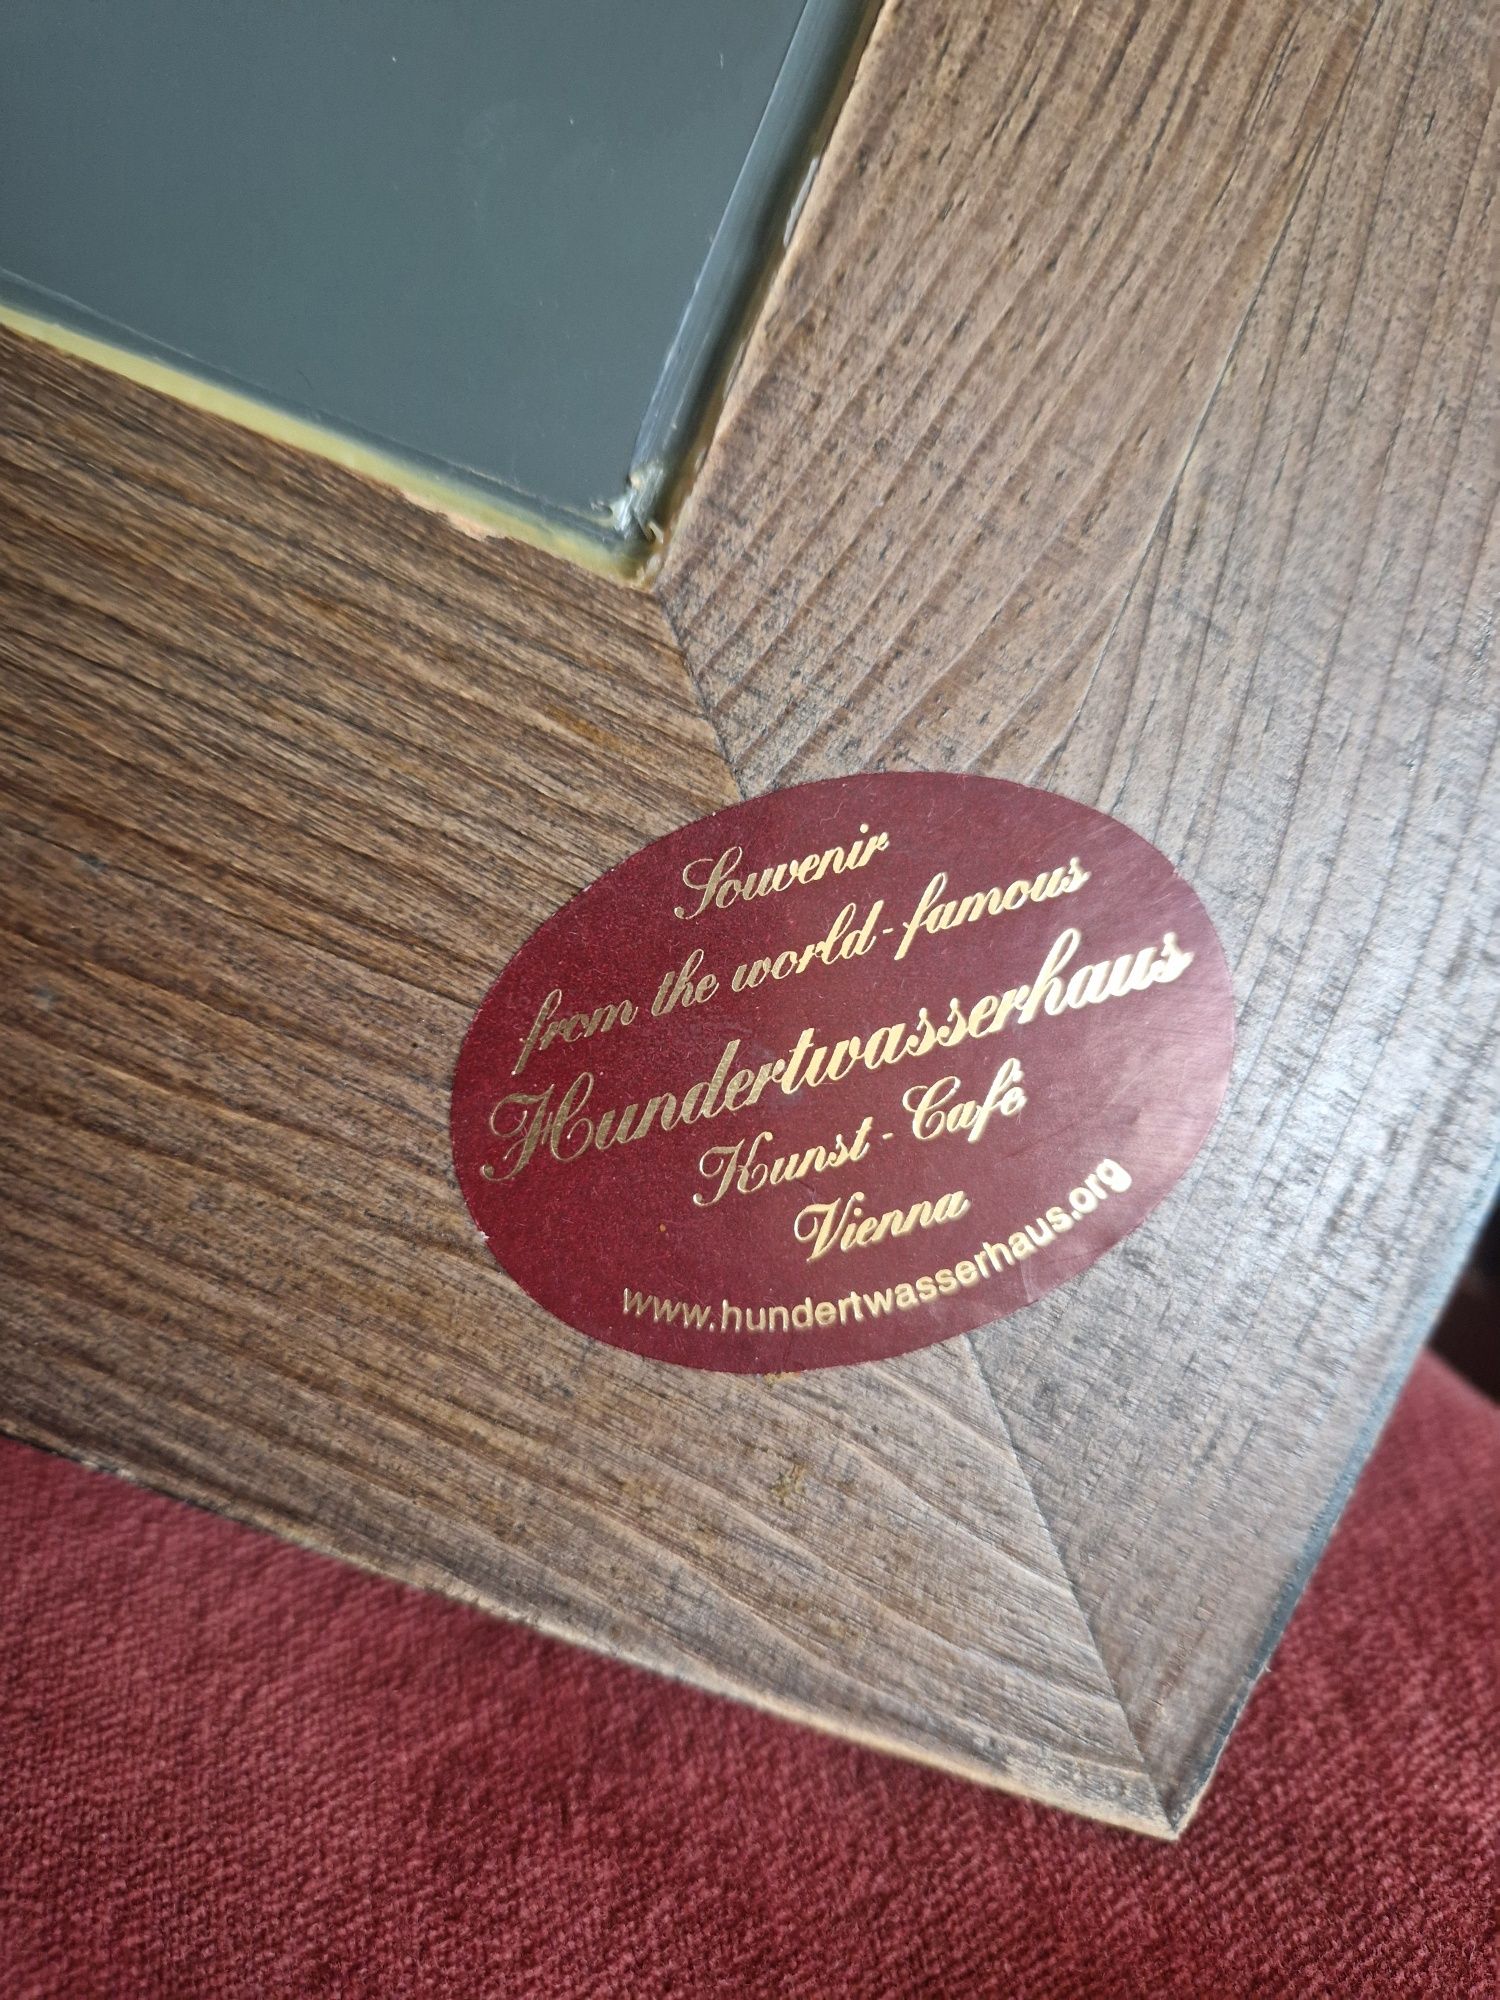 Souvenir
from the world-famous
Hundertwasserhaus
Kunst-Café
Vienna
www.hundertwasserhaus.org